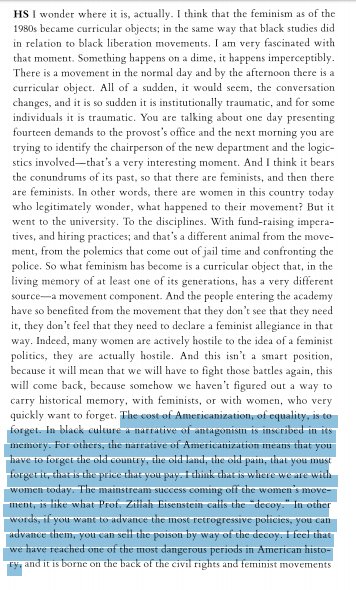 HS I wonder where it is, actually. I think that the feminism as of the
1980s became curricular objects; in the same way that black studies did
in relation to black liberation movements. I am very fascinated with
that moment. Something happens on a dime, it happens imperceptibly.
There is a movement in the normal day and by the afternoon there is a
curricular object. All of a sudden, it would seem, the conversation
changes, and it is so sudden it is institutionally traumatic, and for some
individuals it is traumatic. You are talking about one day presenting
fourteen demands to the provost's office and the next morning you are
trying to identify the chairperson of the new department and the logic-
stics involved—that's a very interesting moment. And I think it bears
the conundrums of its past, so that there are feminists, and then there
are feminists. In other words, there are women in this country today
who legitimately wonder, what happened to their movement? But it
went to the university. To the disciplines. With fund-raising impera-
tives, and hiring practices; and that's a different animal from the move-
ment, from the polemics that come out of jail time and confronting the
police. So what feminism has become is a curricular object that, in the
living memory of at least one of its generations, has a very different
source—a movement component. And the people entering the academy
have so benefited from the movement that they don't see that they need
it, they don't feel that they need to declare a feminist allegiance in that
way. Indeed, many women are actively hostile to the idea of a feminist
politics, they are actually hostile. And this isn't a smart position,
because it will mean that we will have to fight those battles again, this
will come back, because somehow we haven't figured out a way to
carry historical memory, with feminists, or with women, who very
quickly want to forget. The cost of Americanization, of equality, is to
forget. In black culture a narrative of antagonism is inscribed in its
memory. For others, the narrative of Americanization means that you
have to forget the old country, the old land, the old pain, that you must
forget it, that is the price that you pay. I think that is where we are with
women today. The mainstream success coming off the women's move-
ment, is like what Prof. Zillah Eisenstein calls the "decoy." In other
words, if you want to advance the most retrogressive policies, you can
advance them, you can sell the poison by way of the decoy. I feel that
we have reached one of the most dangerous periods in American histo-
ry, and it is borne on the back of the civil rights and feminist movements